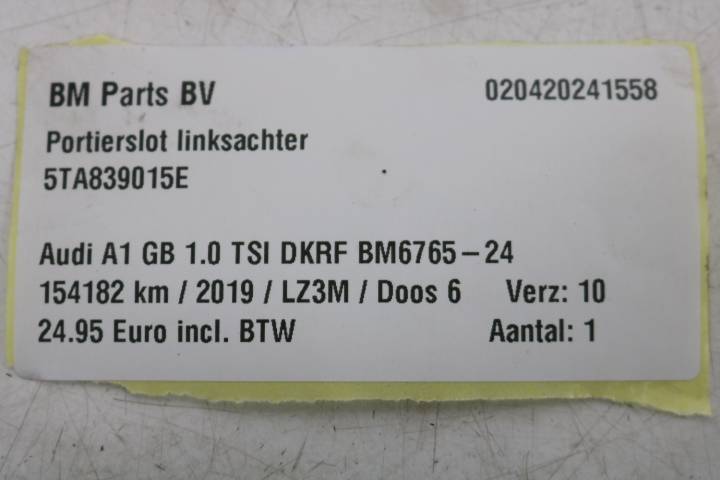 BM Parts BV 020420241558
Portierslot linksachter
5TA839015E
Audi A1 GB 1.0 TSI DKRF BM6765-24
154182 km / 2019 / LZ3M / Doos 6 Verz: 10
24.95 Euro incl. BTW Aantal: 1